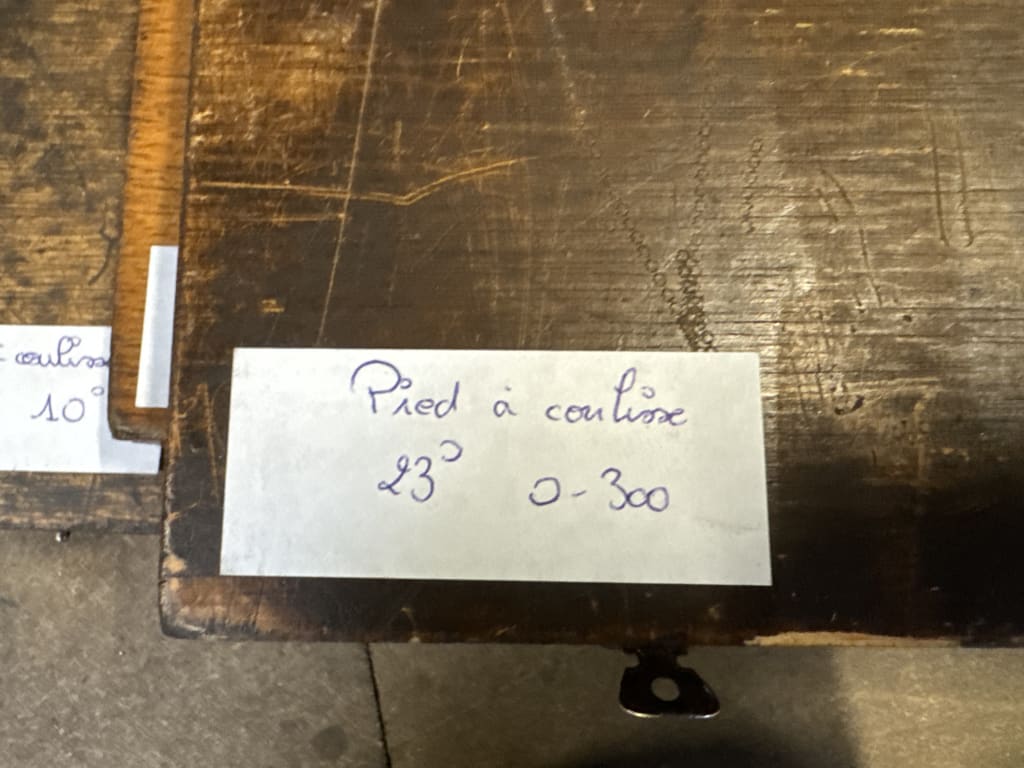 coulisse
10°
Pied à coulisse
23° 0-300